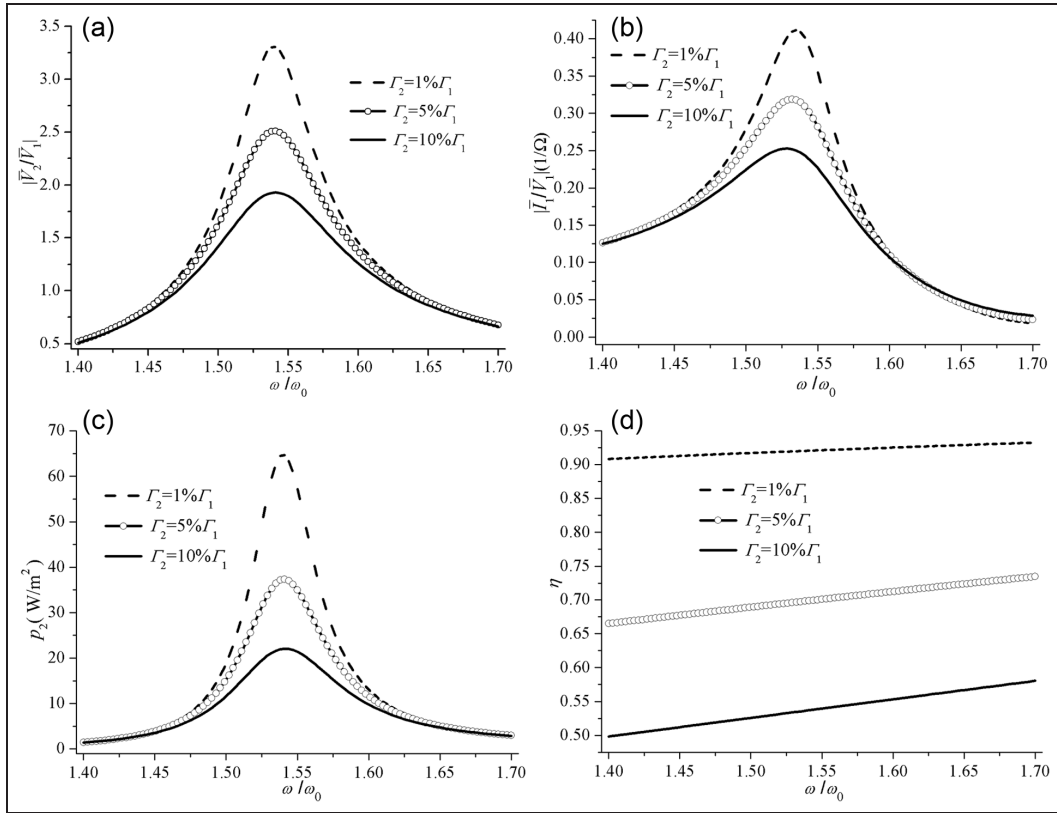 (a)
3.5
3.0
2.5
2.0
1.5
1.0
0.5
|V̅₂/V̅₁|
Γ₂=1%Γ₁
Γ₂=5%Γ₁
Γ₂=10%Γ₁
1.40 1.45 1.50 1.55 1.60 1.65 1.70
ω/ω₀
(b)
0.40
0.35
0.30
0.25
0.20
0.15
0.10
0.05
0.00
|I̅₁/V̅₁|(1/Ω)
Γ₂=1%Γ₁
Γ₂=5%Γ₁
Γ₂=10%Γ₁
1.40 1.45 1.50 1.55 1.60 1.65 1.70
ω/ω₀
(c)
70
60
50
40
30
20
10
0
p₂(W/m²)
Γ₂=1%Γ₁
Γ₂=5%Γ₁
Γ₂=10%Γ₁
1.40 1.45 1.50 1.55 1.60 1.65 1.70
ω/ω₀
(d)
0.95
0.90
0.85
0.80
0.75
0.70
0.65
0.60
0.55
0.50
η
Γ₂=1%Γ₁
Γ₂=5%Γ₁
Γ₂=10%Γ₁
1.40 1.45 1.50 1.55 1.60 1.65 1.70
ω/ω₀